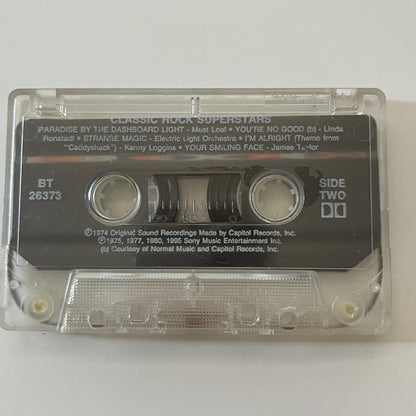 CLASSIC ROCK SUPERSTARS
PARADISE BY THE DASHBOARD LIGHT - Meat Loaf • YOU'RE NO GOOD (b) - Linda
Ronstadt • STRANGE MAGIC - Electric Light Orchestra • I'M ALRIGHT (Theme from
"Caddyshack") - Kenny Loggins • YOUR SMILING FACE - James Taylor
BT
26373
SIDE
TWO
℗1974 Original Sound Recordings Made by Capitol Records, Inc.
℗1975, 1977, 1980, 1995 Sony Music Entertainment Inc.
(b) Courtesy of Normal Music and Capitol Records, Inc.